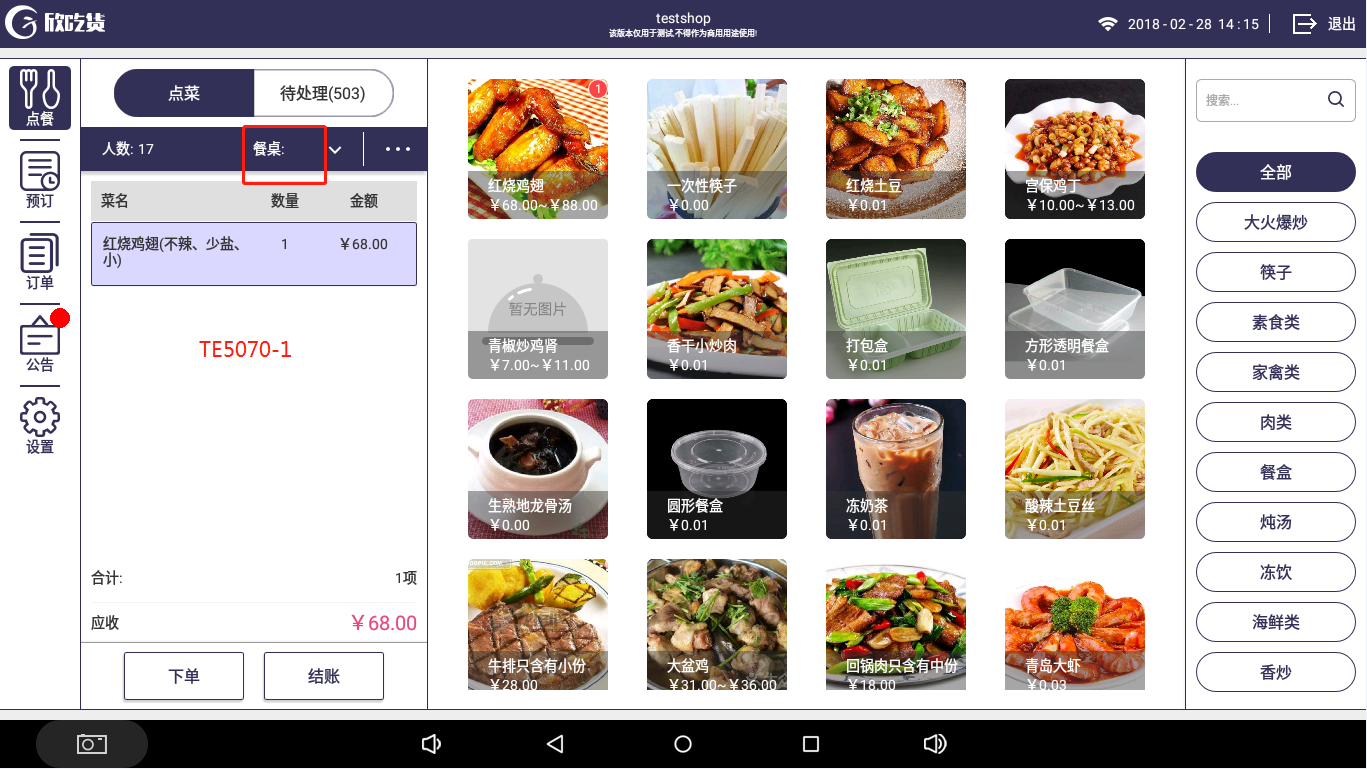 欣吃货
testshop
该版本仅用于测试,不得作为商用用途使用!
2018-02-28 14:15
退出
点餐
预订
订单
公告
设置
点菜
待处理(503)
人数: 17
餐桌:
菜名 数量 金额
红烧鸡翅(不辣、少盐、 1 ￥68.00
小)
TE5070-1
合计: 1项
应收 ￥68.00
下单
结账
1
红烧鸡翅
￥68.00~￥88.00
一次性筷子
￥0.00
红烧土豆
￥0.01
宫保鸡丁
￥10.00~￥13.00
暂无图片
青椒炒鸡肾
￥7.00~￥11.00
香干小炒肉
￥0.01
打包盒
￥0.01
方形透明餐盒
￥0.01
生熟地龙骨汤
￥0.00
圆形餐盒
￥0.01
冻奶茶
￥0.01
酸辣土豆丝
￥0.01
牛排只含有小份
￥28.00
大盆鸡
￥31.00~￥36.00
回锅肉只含有中份
￥18.00
青岛大虾
￥0.03
搜索...
全部
大火爆炒
筷子
素食类
家禽类
肉类
餐盒
炖汤
冻饮
海鲜类
香炒